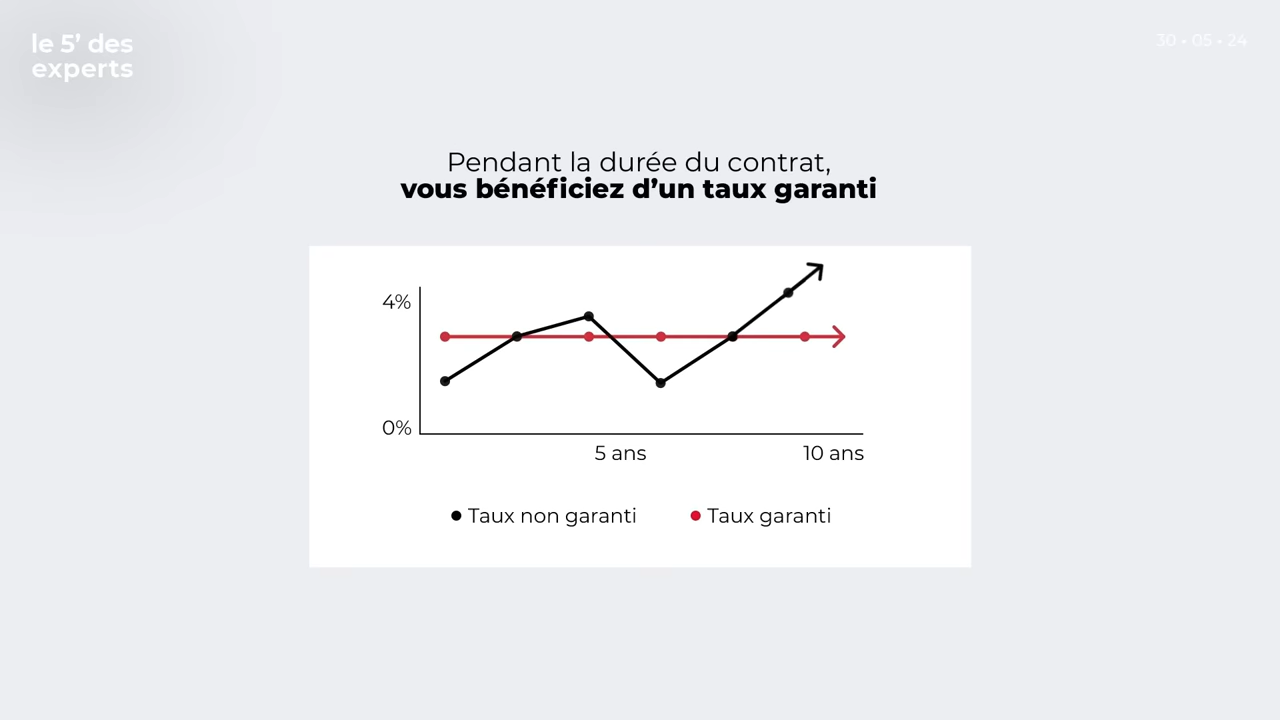 le 5’ des
experts
30 • 05 • 24
Pendant la durée du contrat,
vous bénéficiez d’un taux garanti
4%
0%
5 ans
10 ans
Taux non garanti
Taux garanti